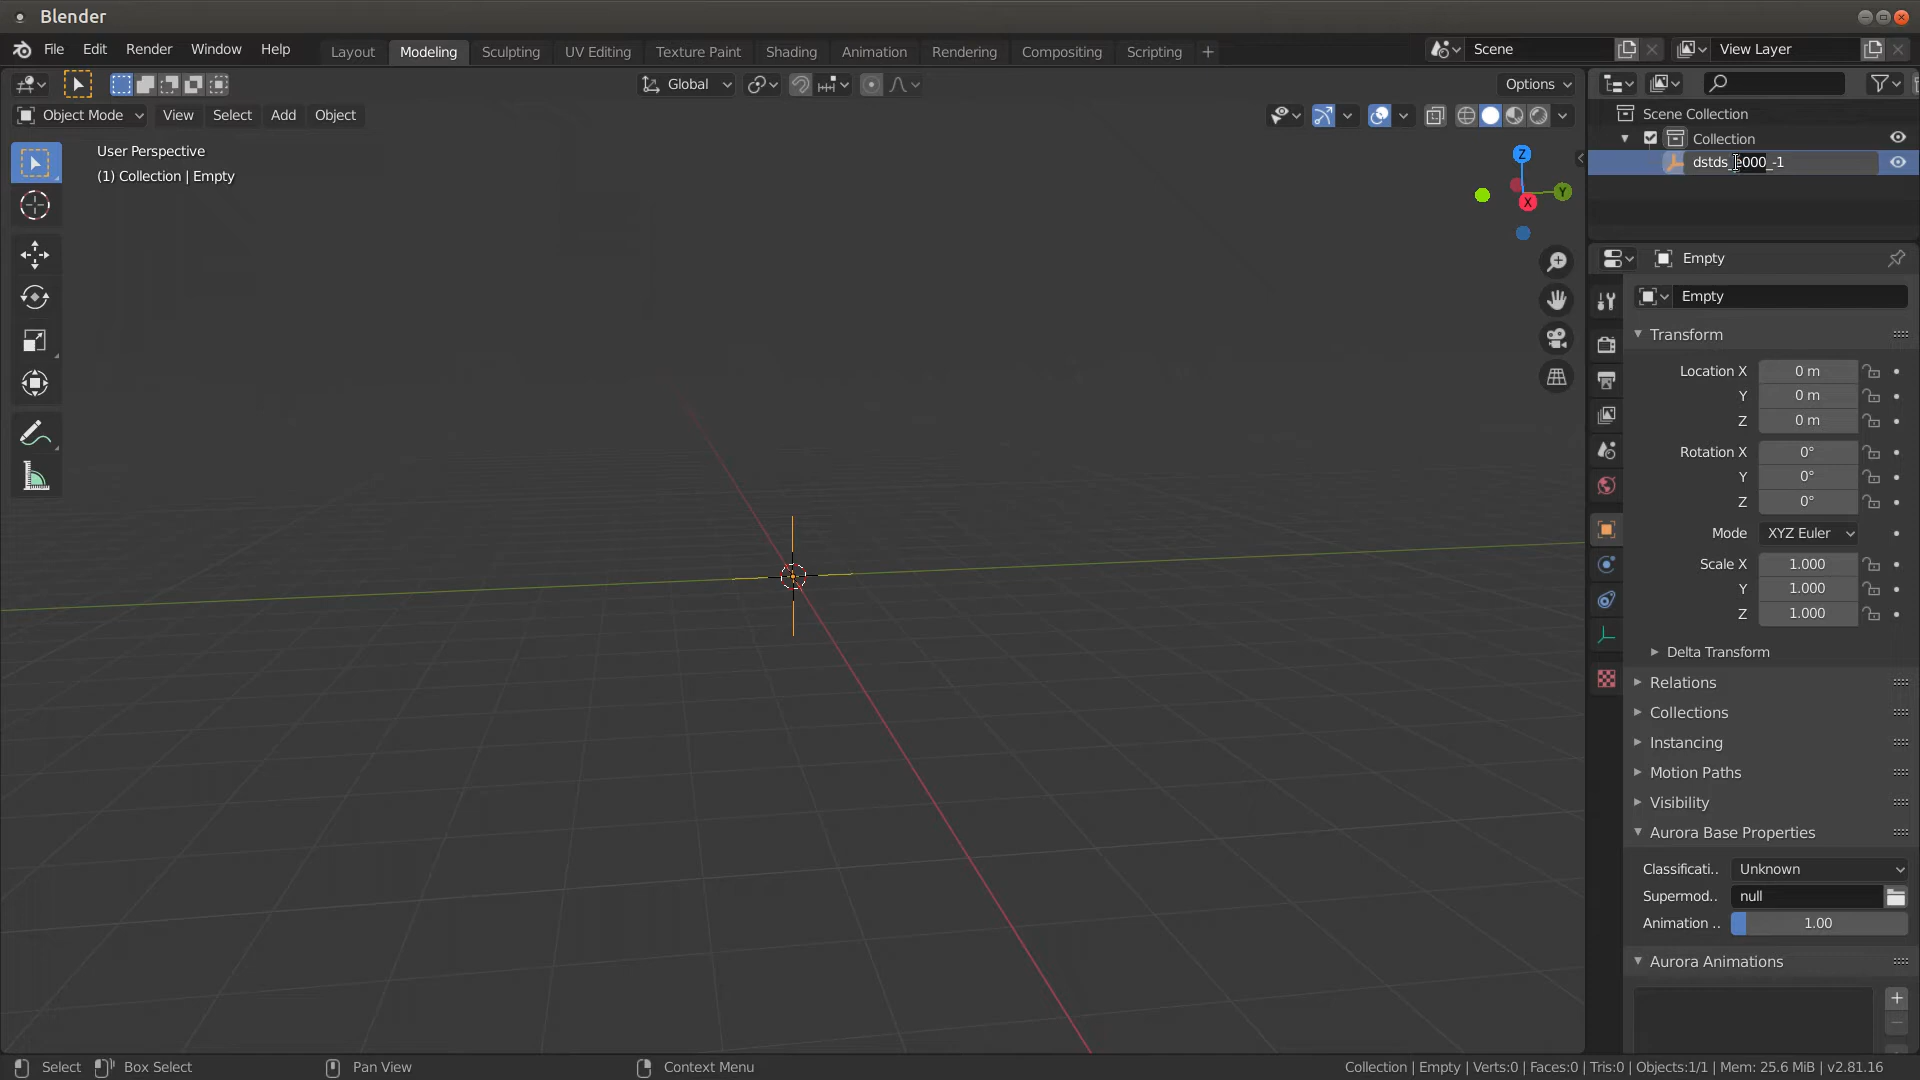 Blender
File Edit Render Window Help
Layout Modeling Sculpting UV Editing Texture Paint Shading Animation Rendering Compositing Scripting +
Scene
View Layer
Global
Options
Object Mode View Select Add Object
User Perspective
(1) Collection | Empty
Z
Y
X
Scene Collection
Collection
dstds_e000_-1
Empty
Empty
Transform
Location X 0 m
Y 0 m
Z 0 m
Rotation X 0°
Y 0°
Z 0°
Mode XYZ Euler
Scale X 1.000
Y 1.000
Z 1.000
Delta Transform
Relations
Collections
Instancing
Motion Paths
Visibility
Aurora Base Properties
Classificati.. Unknown
Supermod.. null
Animation .. 1.00
Aurora Animations
Select Box Select Pan View Context Menu
Collection | Empty | Verts:0 | Faces:0 | Tris:0 | Objects:1/1 | Mem: 25.6 MiB | v2.81.16